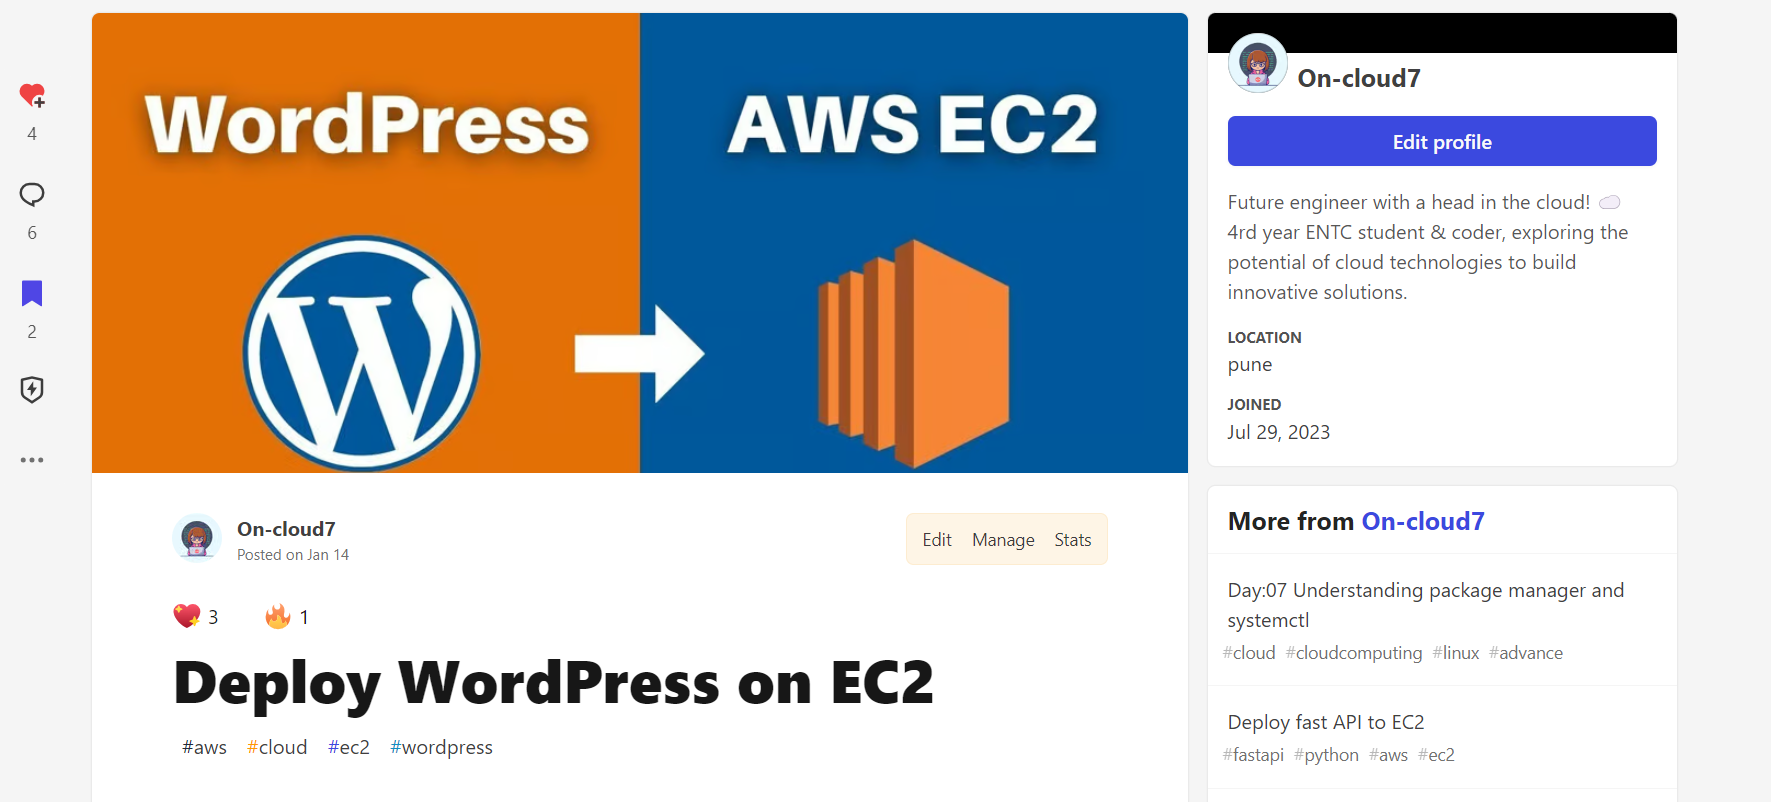 4
6
2
WordPress
AWS EC2
On-cloud7
Posted on Jan 14
Edit Manage Stats
3 1
Deploy WordPress on EC2
#aws #cloud #ec2 #wordpress
On-cloud7
Edit profile
Future engineer with a head in the cloud!
4rd year ENTC student & coder, exploring the
potential of cloud technologies to build
innovative solutions.
LOCATION
pune
JOINED
Jul 29, 2023
More from On-cloud7
Day:07 Understanding package manager and
systemctl
#cloud #cloudcomputing #linux #advance
Deploy fast API to EC2
#fastapi #python #aws #ec2